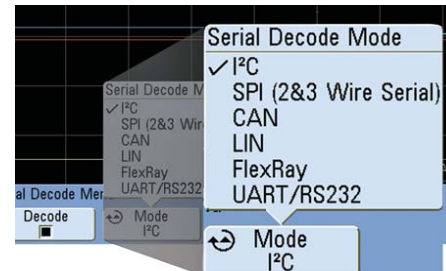 Serial Decode Mode
✓ I²C
SPI (2&3 Wire Serial)
CAN
LIN
FlexRay
UART/RS232
Mode
I²C
Serial Decode M
✓ I²C
SPI (2&3 Wir
CAN
LIN
FlexRay
UART/RS232
al Decode Men
Decode
Mode
I²C